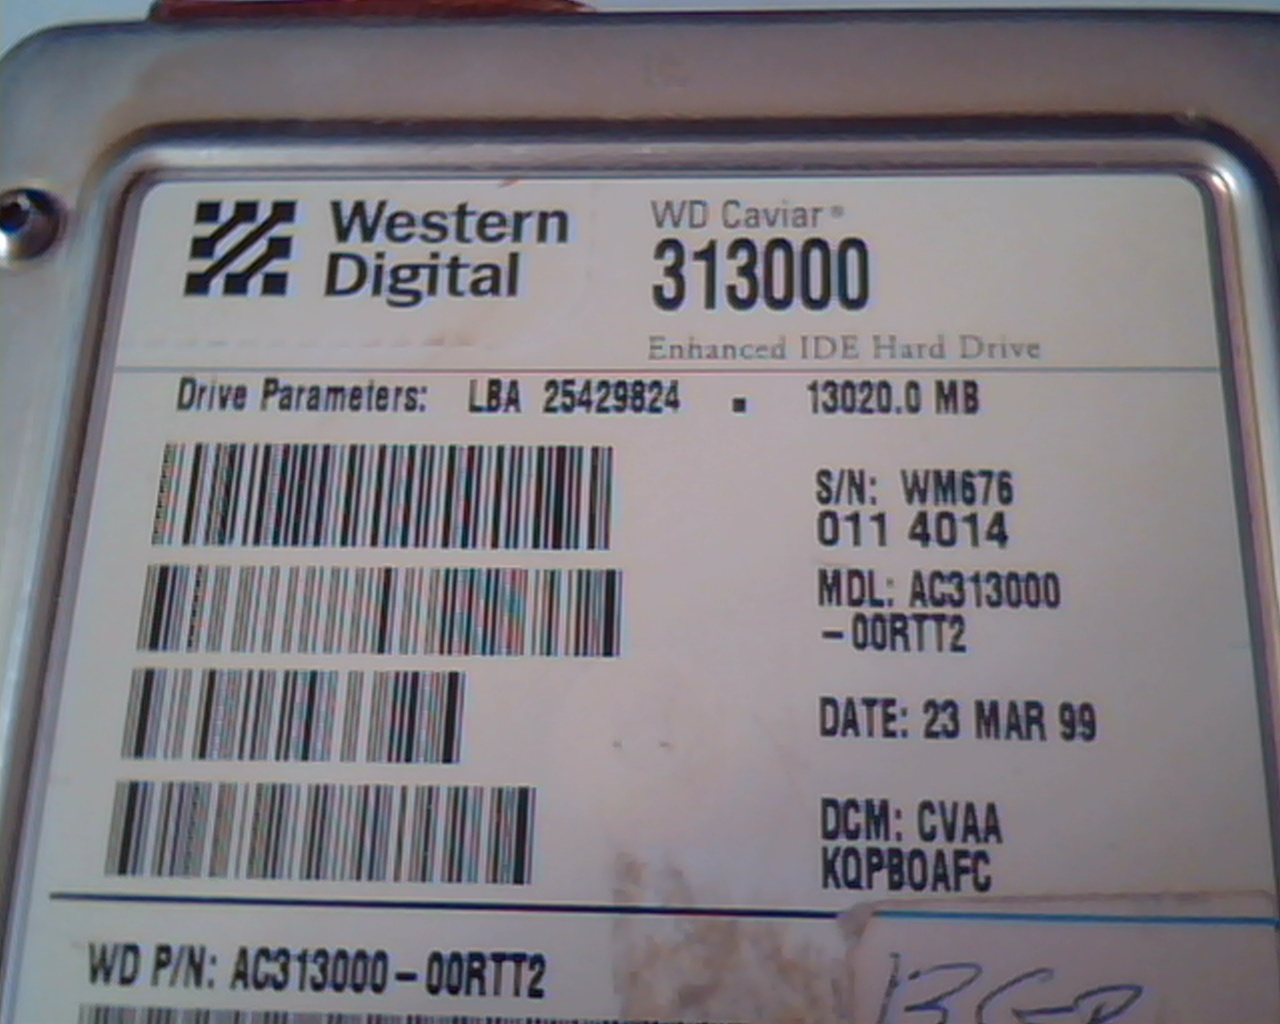 Western
Digital
WD Caviar®
313000
Enhanced IDE Hard Drive
Drive Parameters: LBA 25429824 ▪ 13020.0 MB
S/N: WM676
011 4014
MDL: AC313000
-00RTT2
DATE: 23 MAR 99
DCM: CVAA
KQPBOAFC
WD P/N: AC313000-00RTT2